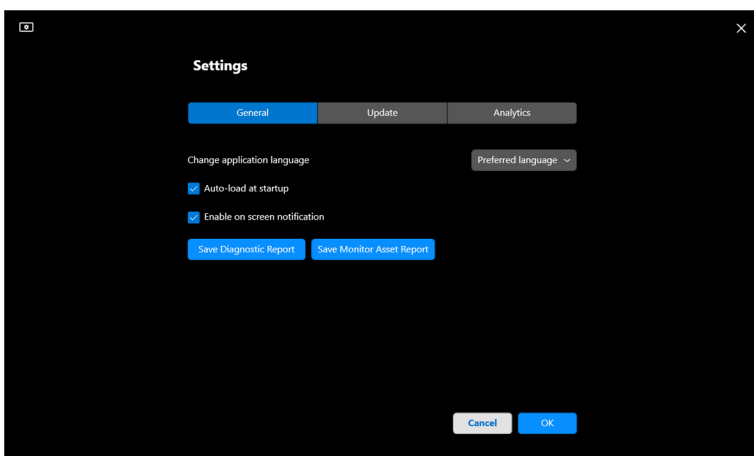 Settings
General Update Analytics
Change application language Preferred language
Auto-load at startup
Enable on screen notification
Save Diagnostic Report Save Monitor Asset Report
Cancel OK